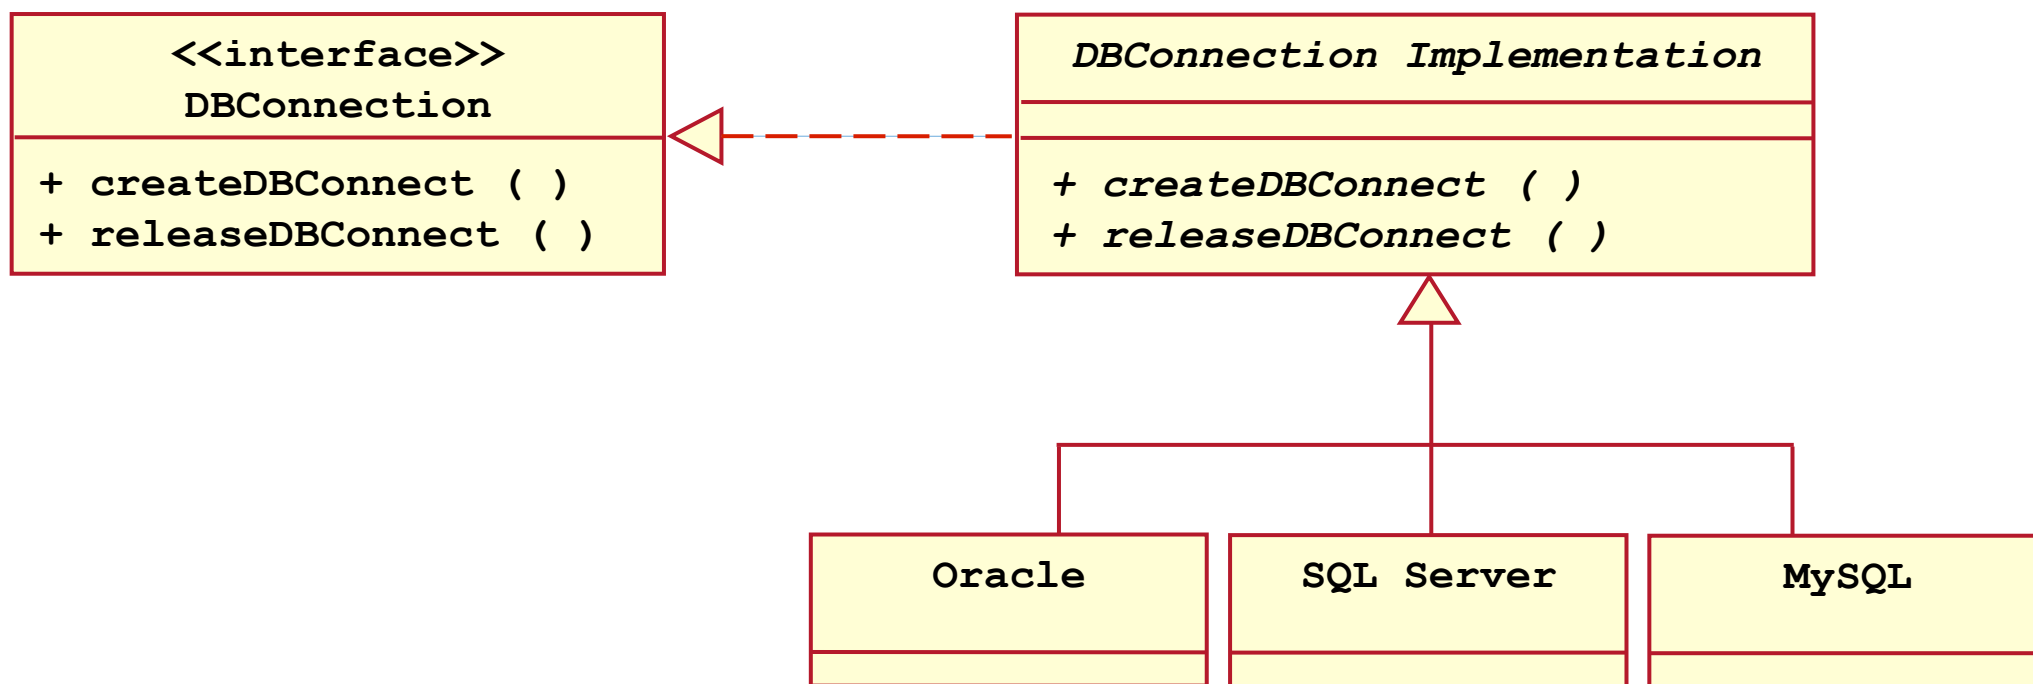 <<interface>>
DBConnection
+ createDBConnect ( )
+ releaseDBConnect ( )
DBConnection Implementation
+ createDBConnect ( )
+ releaseDBConnect ( )
Oracle
SQL Server
MySQL